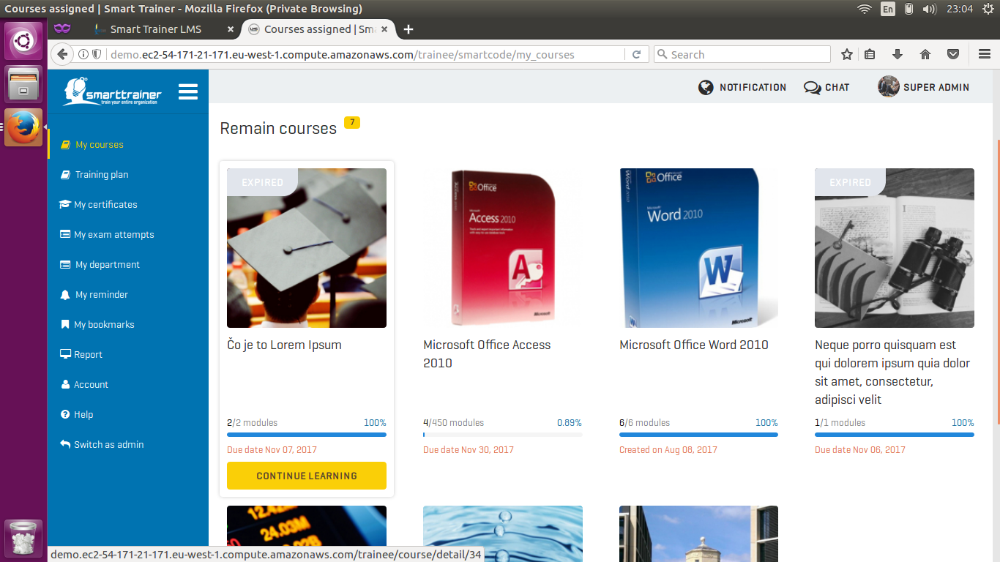 Courses assigned | Smart Trainer - Mozilla Firefox (Private Browsing)
En
23:04
Smart Trainer LMS
Courses assigned | Sm
demo.ec2-54-171-21-171.eu-west-1.compute.amazonaws.com/trainee/smartcode/my_courses
Search
smarttrainer
train your entire organization
NOTIFICATION
CHAT
SUPER ADMIN
My courses
Training plan
My certificates
My exam attempts
My department
My reminder
My bookmarks
Report
Account
Help
Switch as admin
Remain courses 7
EXPIRED
Čo je to Lorem Ipsum
2/2 modules 100%
Due date Nov 07, 2017
CONTINUE LEARNING
Office
Microsoft
Access 2010
Microsoft
Microsoft Office Access
2010
4/450 modules 0.89%
Due date Nov 30, 2017
Office
Word 2010
Microsoft
Microsoft Office Word 2010
6/6 modules 100%
Created on Aug 08, 2017
EXPIRED
Neque porro quisquam est
qui dolorem ipsum quia dolor
sit amet, consectetur,
adipisci velit
1/1 modules 100%
Due date Nov 06, 2017
24.03M
demo.ec2-54-171-21-171.eu-west-1.compute.amazonaws.com/trainee/course/detail/34